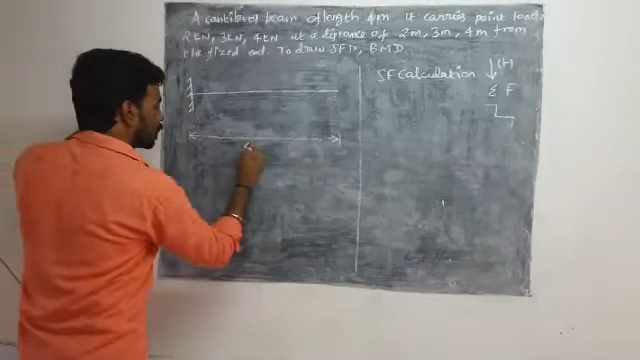 A cantilever beam of length 4m it carries point loads
2kN, 3kN, 4kN at a distance of 2m, 3m, 4m from
the fixed end. To draw SFD, BMD.
SF Calculation
(+)
Σ F